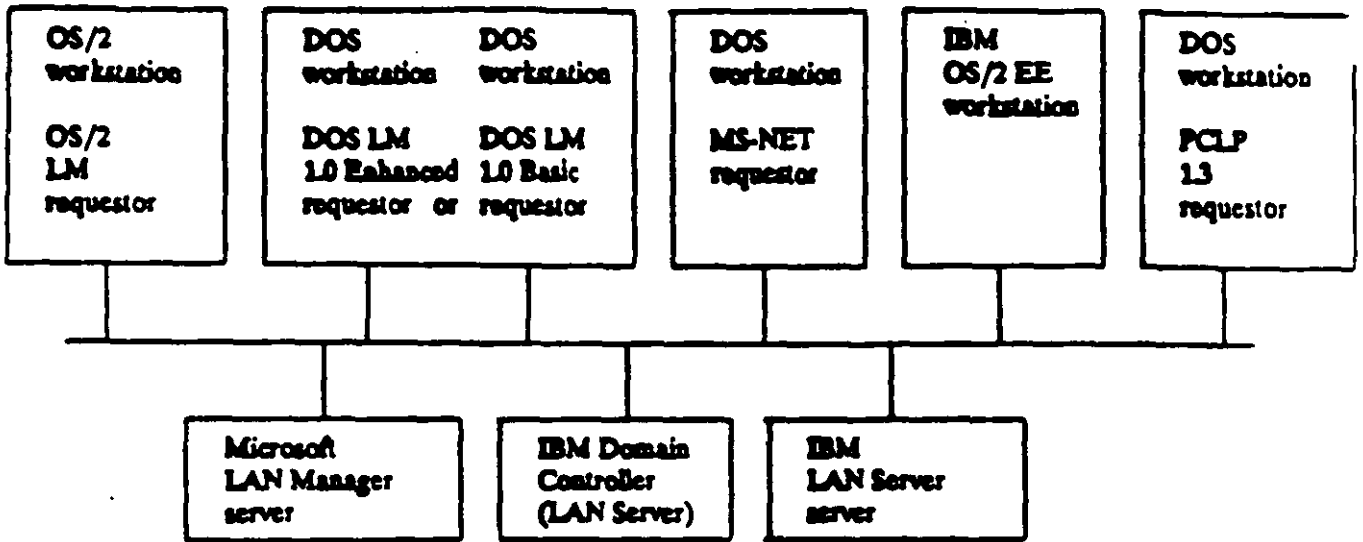 OS/2
workstation
OS/2
LM
requestor
DOS
workstation
DOS LM
1.0 Enhanced
requestor or
DOS
workstation
DOS LM
1.0 Basic
requestor
DOS
workstation
MS-NET
requestor
IBM
OS/2 EE
workstation
DOS
workstation
PCLP
1.3
requestor
Microsoft
LAN Manager
server
IBM Domain
Controller
(LAN Server)
IBM
LAN Server
server